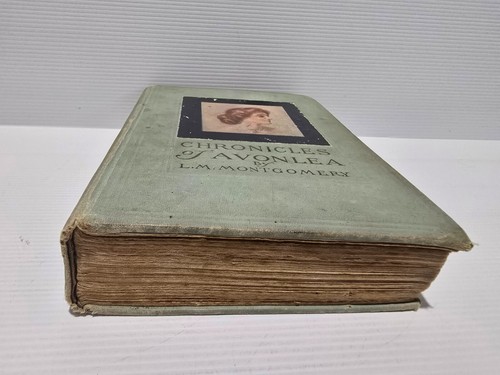 CHRONICLES
of AVONLEA
BY
L.M. MONTGOMERY